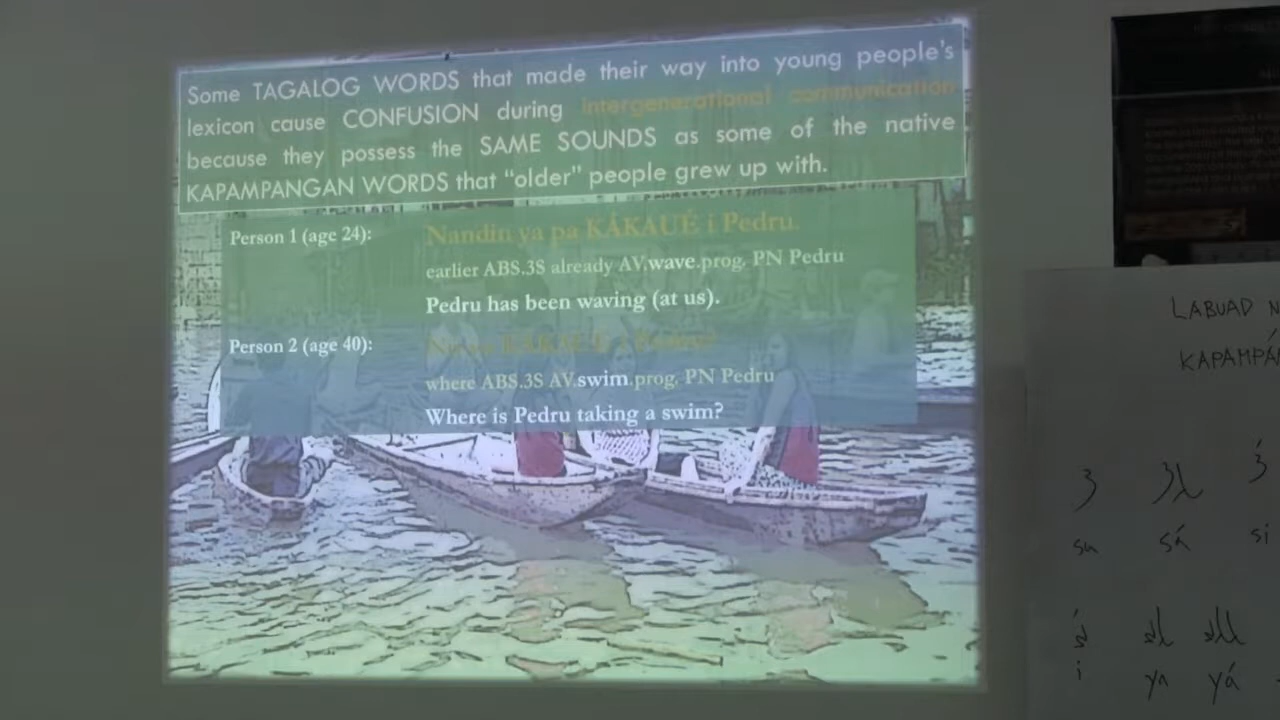 Some TAGALOG WORDS that made their way into young people's
lexicon cause CONFUSION during intergenerational communication
because they possess the SAME SOUNDS as some of the native
KAPAMPANGAN WORDS that "older" people grew up with.
Person 1 (age 24): Nandin ya pa KÁKAUÉ i Pedru.
earlier ABS.3S already AV.wave.prog. PN Pedru
Pedru has been waving (at us).
Person 2 (age 40):
where ABS.3S AV.swim.prog. PN Pedru
Where is Pedru taking a swim?
LABUAD
sa sá si
i ya yá